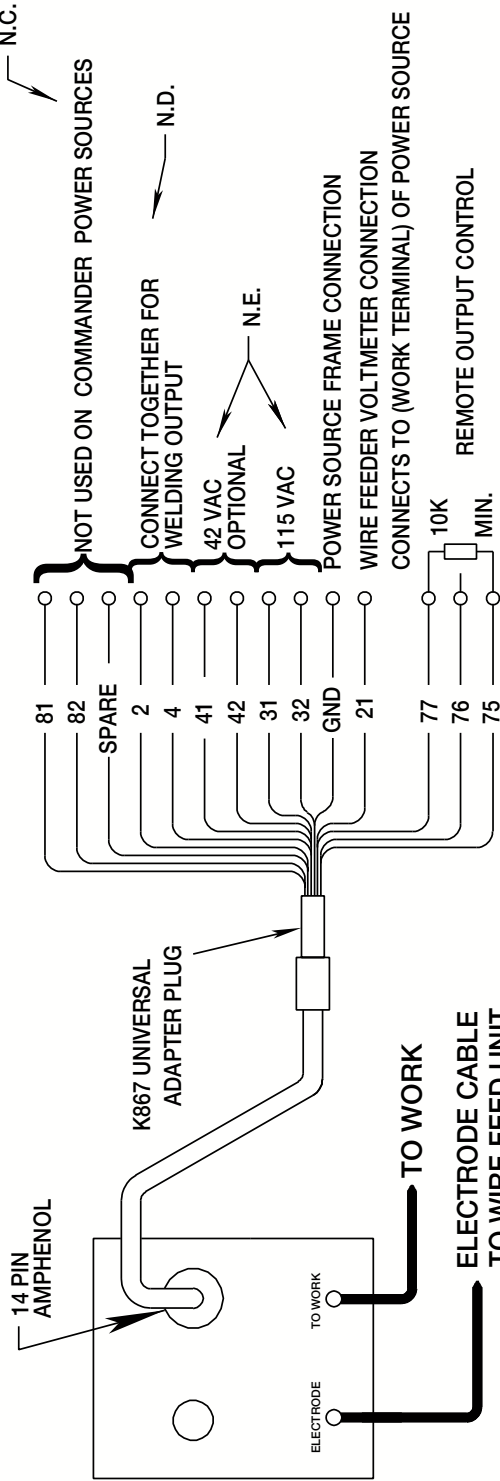 N.C.
NOT USED ON COMMANDER POWER SOURCES
N.D.
CONNECT TOGETHER FOR
WELDING OUTPUT
42 VAC
OPTIONAL
N.E.
115 VAC
POWER SOURCE FRAME CONNECTION
WIRE FEEDER VOLTMETER CONNECTION
CONNECTS TO (WORK TERMINAL) OF POWER SOURCE
10K
REMOTE OUTPUT CONTROL
MIN.
81
82
SPARE
2
4
41
42
31
32
GND
21
77
76
75
K867 UNIVERSAL
ADAPTER PLUG
14 PIN
AMPHENOL
TO WORK
ELECTRODE
TO WORK
ELECTRODE CABLE
TO WIRE FEED UNIT